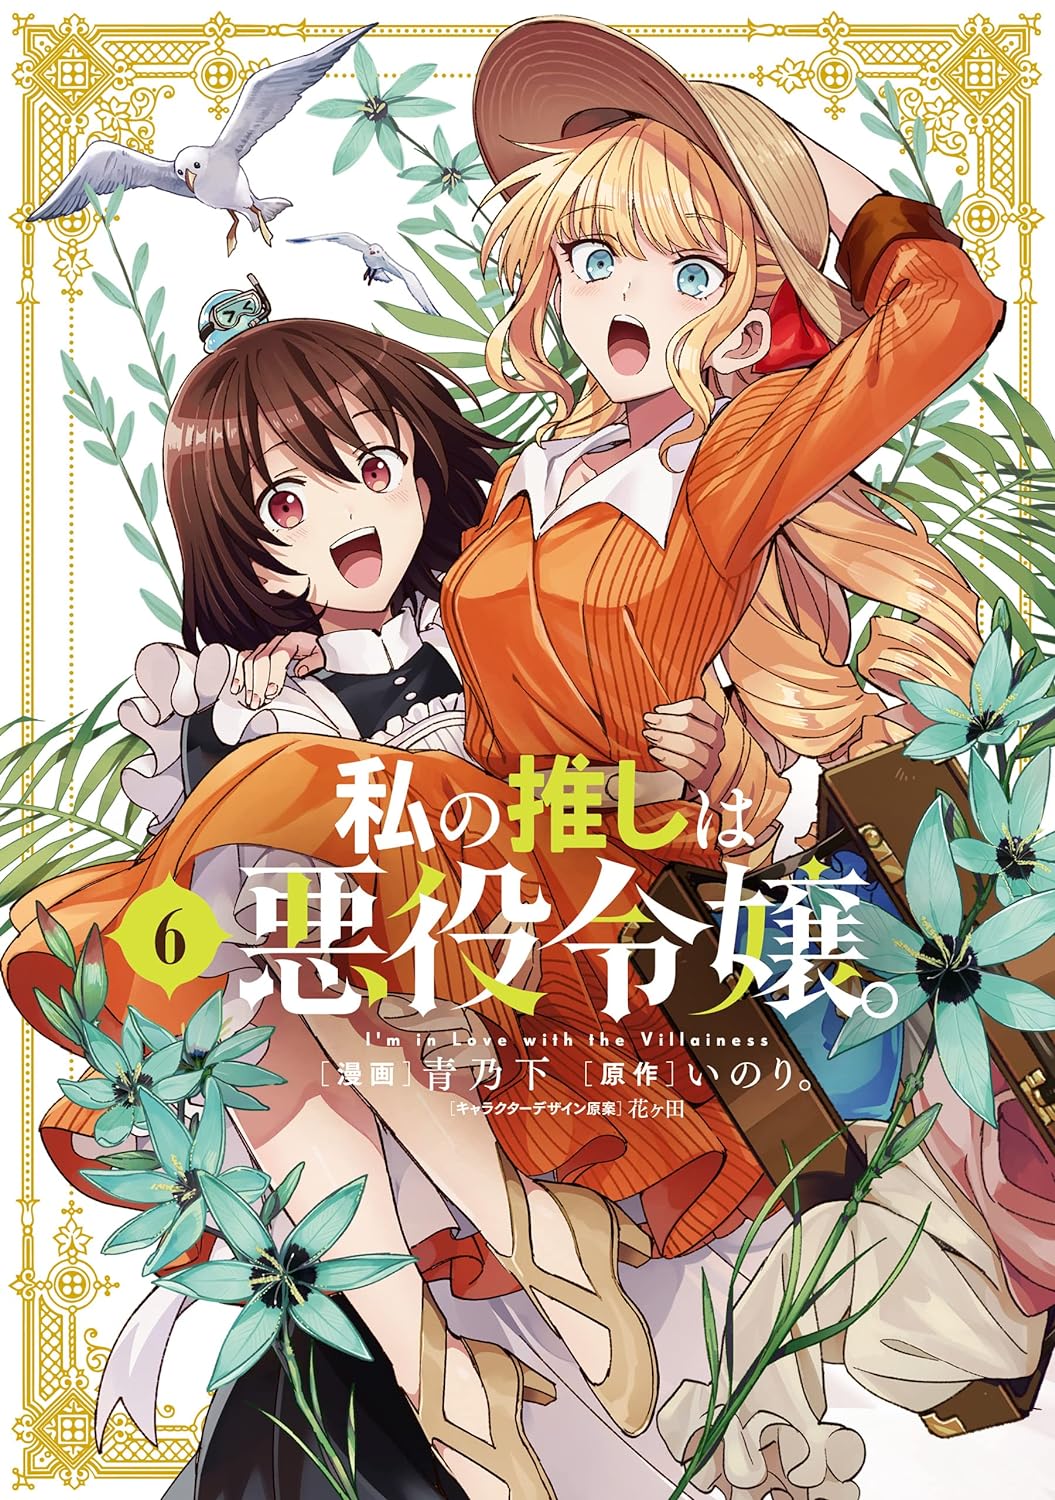 私の推しは
悪役令嬢。
6
I'm in Love with the Villainess
[漫画]青乃下 [原作]いのり。
[キャラクターデザイン原案]花ヶ田